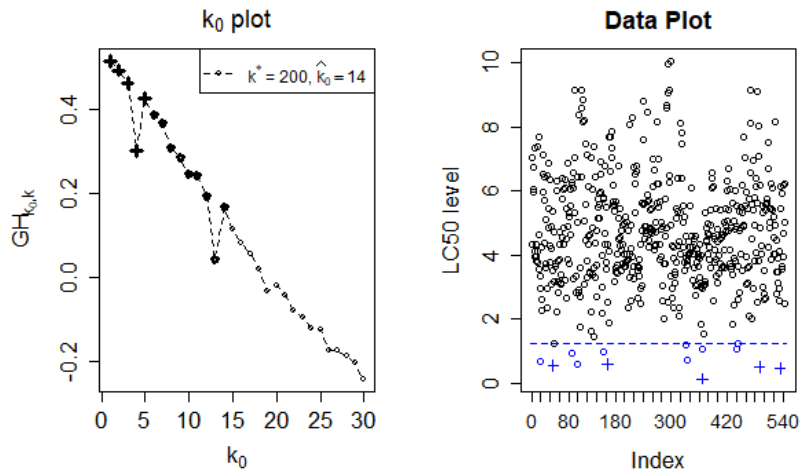 k₀ plot
k* = 200, k̂₀ = 14
GH k₀,k
0.4
0.2
0.0
-0.2
0 5 10 15 20 25 30
k₀
Data Plot
LC50 level
10
8
6
4
2
0
0 80 180 300 420 540
Index